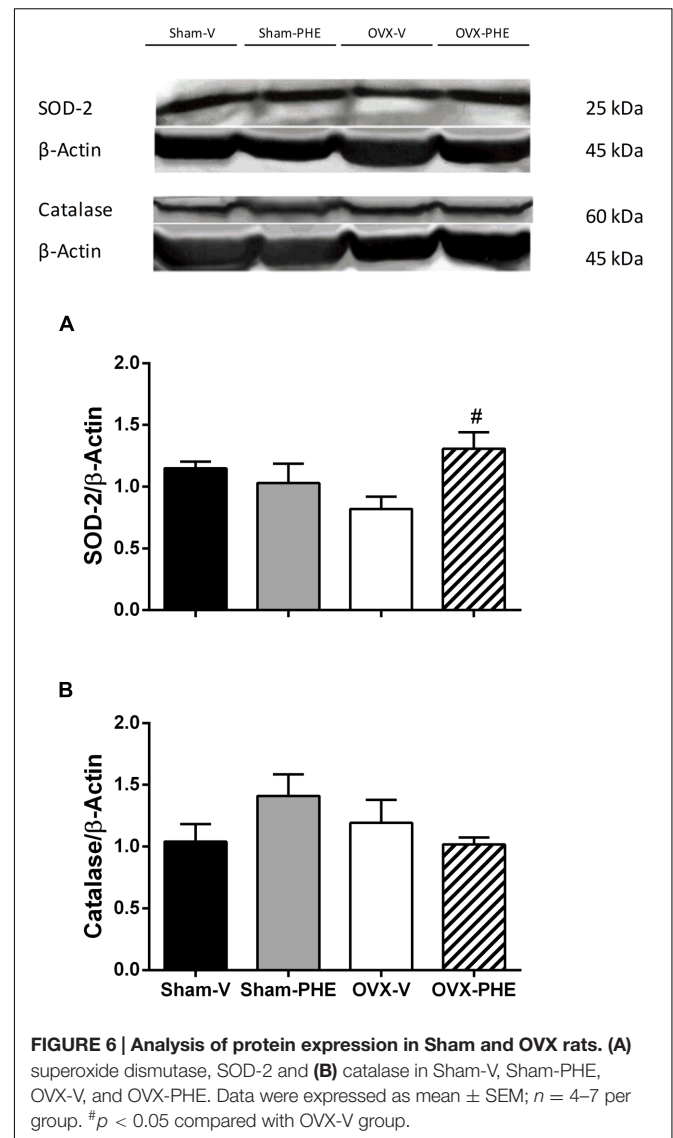 Sham-V Sham-PHE OVX-V OVX-PHE
SOD-2 25 kDa
β-Actin 45 kDa
Catalase 60 kDa
β-Actin 45 kDa
A
2.0
1.5
1.0
0.5
0.0
SOD-2/β-Actin
#
B
2.0
1.5
1.0
0.5
0.0
Catalase/β-Actin
Sham-V Sham-PHE OVX-V OVX-PHE
FIGURE 6 | Analysis of protein expression in Sham and OVX rats. (A)
superoxide dismutase, SOD-2 and (B) catalase in Sham-V, Sham-PHE,
OVX-V, and OVX-PHE. Data were expressed as mean ± SEM; n = 4–7 per
group. #p < 0.05 compared with OVX-V group.